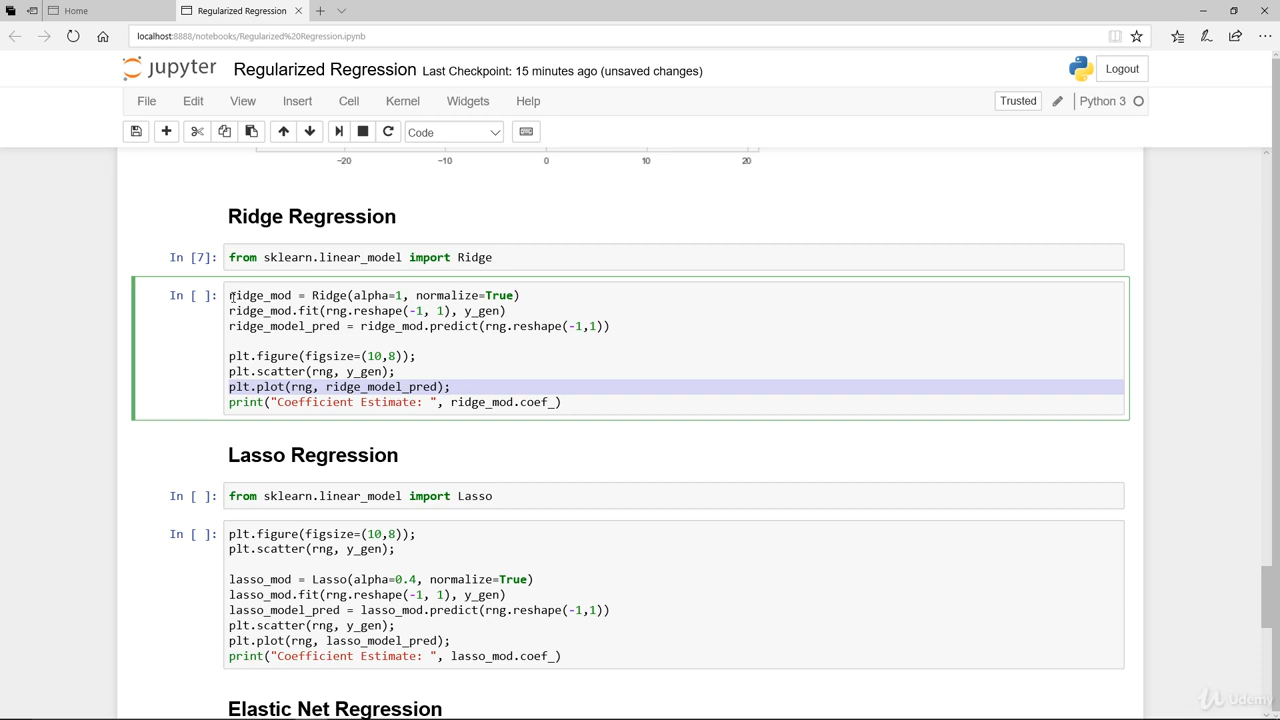 Home
Regularized Regression
localhost:8888/notebooks/Regularized%20Regression.ipynb
jupyter Regularized Regression Last Checkpoint: 15 minutes ago (unsaved changes)
Logout
File Edit View Insert Cell Kernel Widgets Help
Trusted
Python 3
Code
-20 -10 0 10 20
Ridge Regression
In [7]: from sklearn.linear_model import Ridge
In [ ]: ridge_mod = Ridge(alpha=1, normalize=True)
ridge_mod.fit(rng.reshape(-1, 1), y_gen)
ridge_model_pred = ridge_mod.predict(rng.reshape(-1,1))
plt.figure(figsize=(10,8));
plt.scatter(rng, y_gen);
plt.plot(rng, ridge_model_pred);
print("Coefficient Estimate: ", ridge_mod.coef_)
Lasso Regression
In [ ]: from sklearn.linear_model import Lasso
In [ ]: plt.figure(figsize=(10,8));
plt.scatter(rng, y_gen);
lasso_mod = Lasso(alpha=0.4, normalize=True)
lasso_mod.fit(rng.reshape(-1, 1), y_gen)
lasso_model_pred = lasso_mod.predict(rng.reshape(-1,1))
plt.scatter(rng, y_gen);
plt.plot(rng, lasso_model_pred);
print("Coefficient Estimate: ", lasso_mod.coef_)
Elastic Net Regression
Udemy